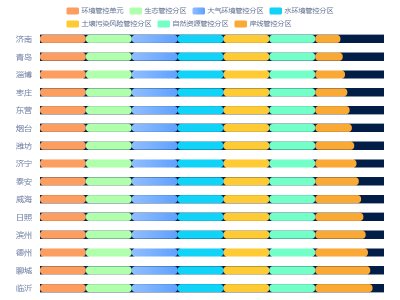 环境管控单元 生态管控分区 大气环境管控分区 水环境管控分区
土壤污染风险管控分区 自然资源管控分区 岸线管控分区
济南
青岛
淄博
枣庄
东营
烟台
潍坊
济宁
泰安
威海
日照
滨州
德州
聊城
临沂